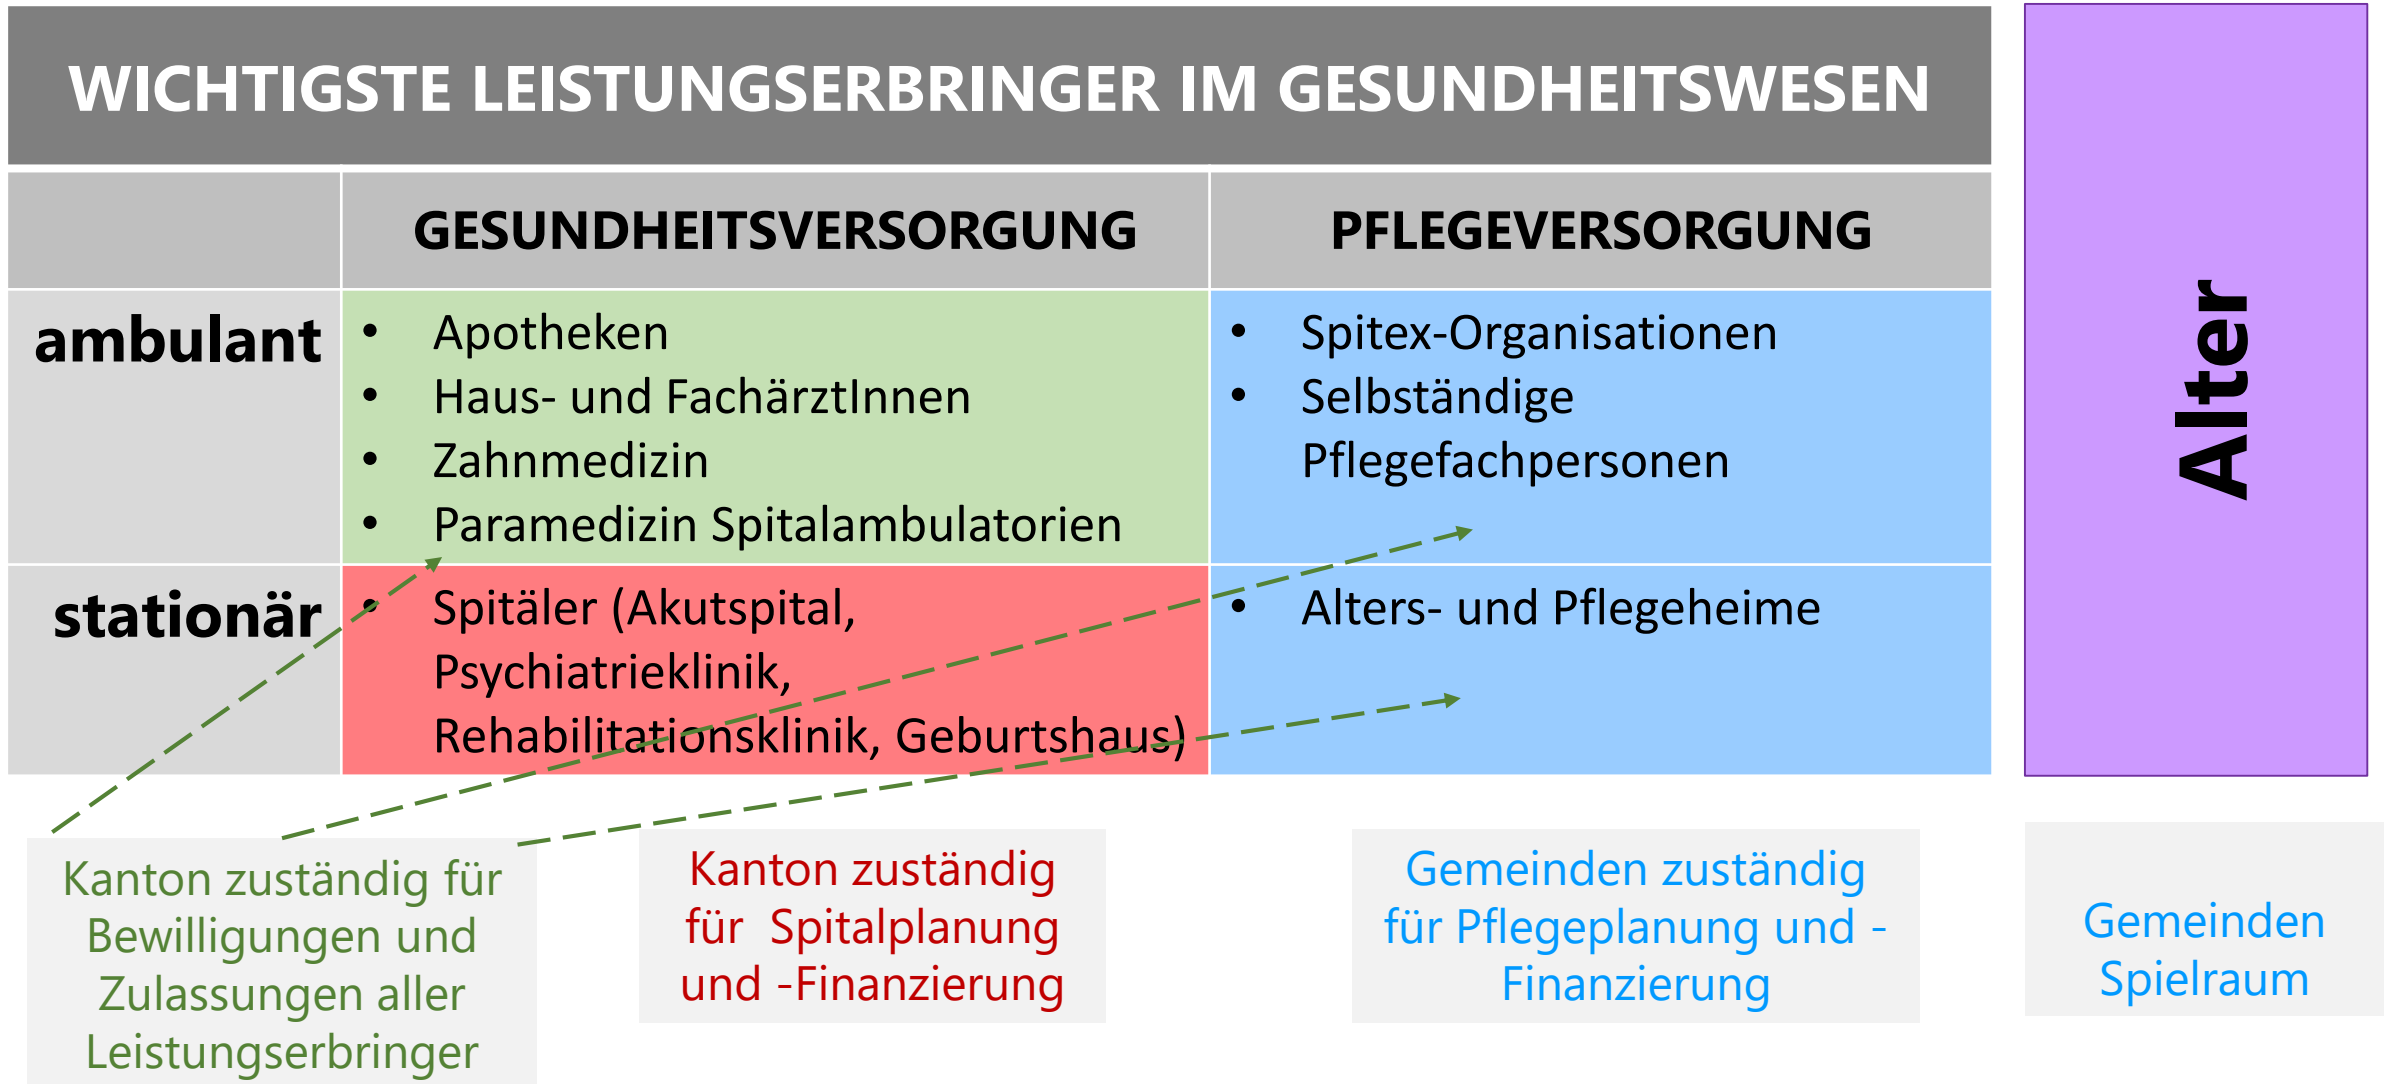 WICHTIGSTE LEISTUNGSERBRINGER IM GESUNDHEITSWESEN
GESUNDHEITSVERSORGUNG
PFLEGEVERSORGUNG
ambulant
• Apotheken
• Haus- und FachärztInnen
• Zahnmedizin
• Paramedizin Spitalambulatorien
• Spitex-Organisationen
• Selbständige
Pflegefachpersonen
stationär
• Spitäler (Akutspital,
Psychiatrieklinik,
Rehabilitationsklinik, Geburtshaus)
• Alters- und Pflegeheime
Alter
Kanton zuständig für
Bewilligungen und
Zulassungen aller
Leistungserbringer
Kanton zuständig
für Spitalplanung
und -Finanzierung
Gemeinden zuständig
für Pflegeplanung und -
Finanzierung
Gemeinden
Spielraum